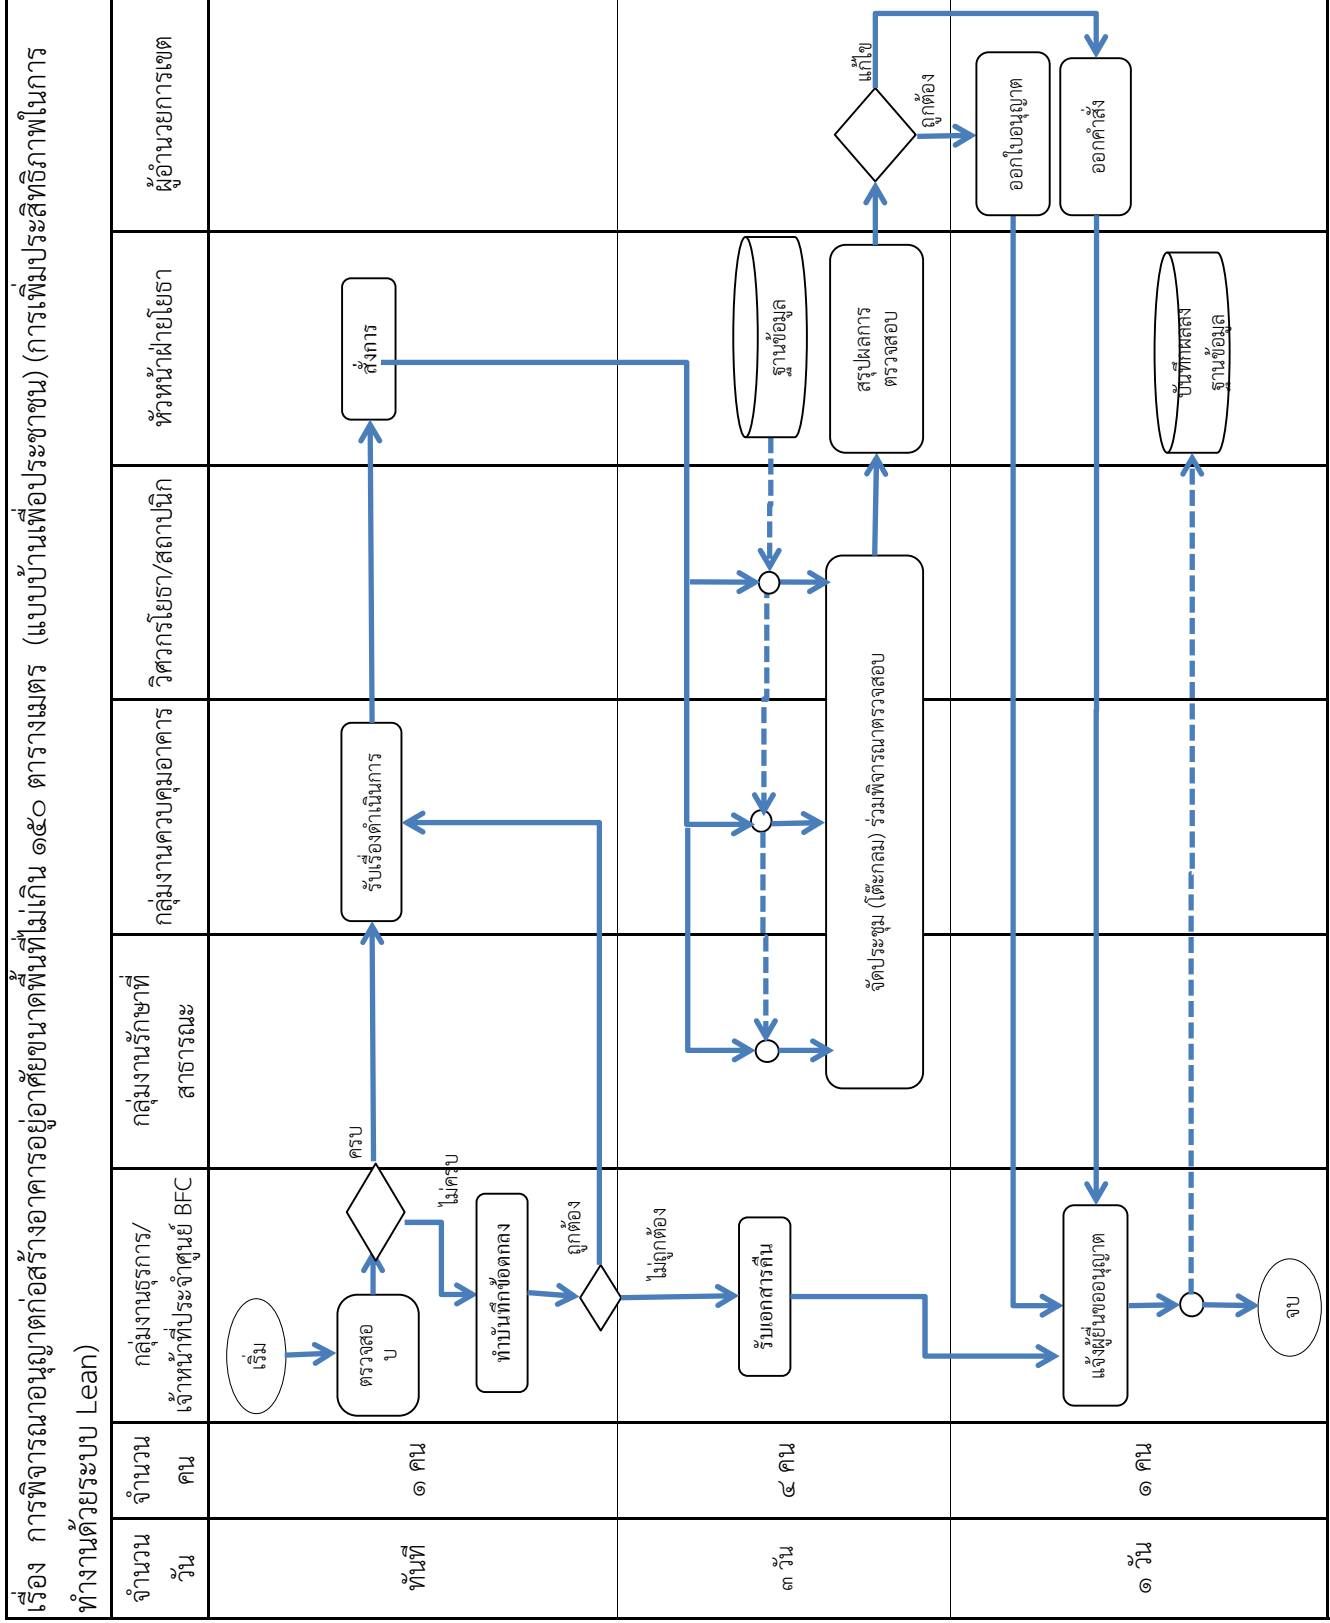 เรื่อง การพิจารณาอนุญาตก่อสร้างอาคารอยู่อาศัยขนาดพื้นที่ไม่เกิน ๑๕๐ ตารางเมตร (แบบบ้านเพื่อประชาชน) (การเพิ่มประสิทธิภาพในการ
ทำงานด้วยระบบ Lean)
จำนวน
วัน
จำนวน
คน
กลุ่มงานธุรการ/
เจ้าหน้าที่ประจำศูนย์ BFC
กลุ่มงานรักษาที่
สาธารณะ
กลุ่มงานควบคุมอาคาร
วิศวกรโยธา/สถาปนิก
หัวหน้าฝ่ายโยธา
ผู้อำนวยการเขต
ทันที
๑ คน
เริ่ม
ตรวจสอ
บ
ครบ
ไม่ครบ
ทำบันทึกข้อตกลง
ถูกต้อง
รับเรื่องดำเนินการ
สั่งการ
๓ วัน
๔ คน
ไม่ถูกต้อง
รับเอกสารคืน
จัดประชุม (โต๊ะกลม) ร่วมพิจารณาตรวจสอบ
ฐานข้อมูล
สรุปผลการ
ตรวจสอบ
แก้ไข
ถูกต้อง
๑ วัน
๑ คน
แจ้งผู้ยื่นขออนุญาต
จบ
บันทึกผลลง
ฐานข้อมูล
ออกใบอนุญาต
ออกคำสั่ง